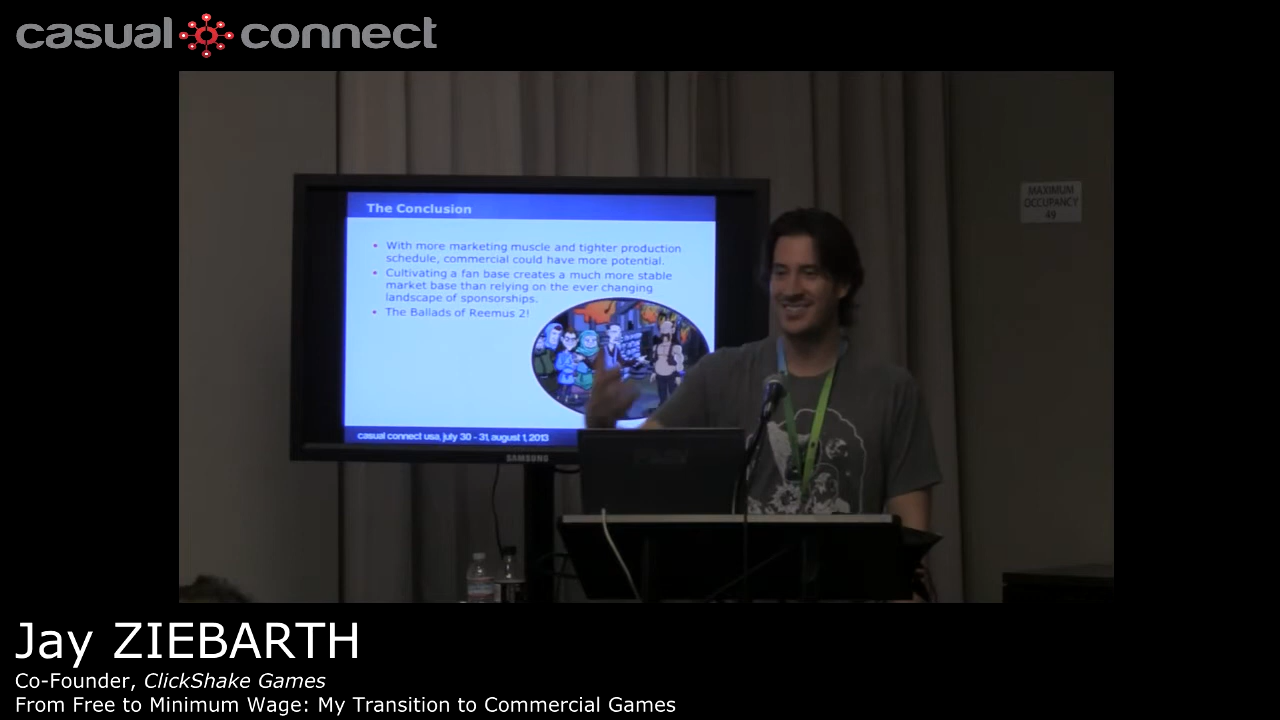 casual connect
MAXIMUM
OCCUPANCY
49
The Conclusion
• With more marketing muscle and tighter production
schedule, commercial could have more potential.
• Cultivating a fan base creates a much more stable
market base than relying on the ever changing
landscape of sponsorships.
• The Ballads of Reemus 2!
casual connect usa, july 30 - 31, august 1, 2013
SAMSUNG
Jay ZIEBARTH
Co-Founder, ClickShake Games
From Free to Minimum Wage: My Transition to Commercial Games